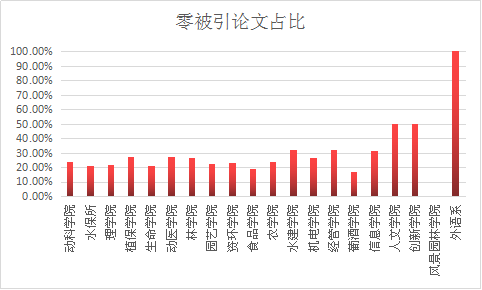 零被引论文占比
100.00%
90.00%
80.00%
70.00%
60.00%
50.00%
40.00%
30.00%
20.00%
10.00%
0.00%
动科学院
水保所
理学院
植保学院
生命学院
动医学院
林学院
园艺学院
资环学院
食品学院
农学院
水建学院
机电学院
经管学院
葡酒学院
信息学院
人文学院
创新学院
风景园林学院
外语系